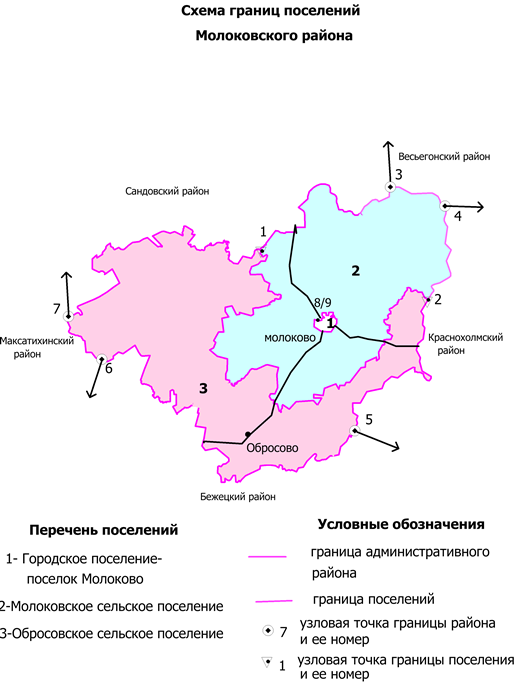 Схема границ поселений
Молоковского района
Весьегонский район
3
Сандовский район
4
1
2
8/9
2
7
1
молоково
Краснохолмский
район
Максатихинский
район
6
3
5
Обросово
Бежецкий район
Перечень поселений
1- Городское поселение-
поселок Молоково
2-Молоковское сельское поселение
3-Обросовское сельское поселение
Условные обозначения
граница административного
района
граница поселений
7 узловая точка границы района
и ее номер
1 узловая точка границы поселения
и ее номер